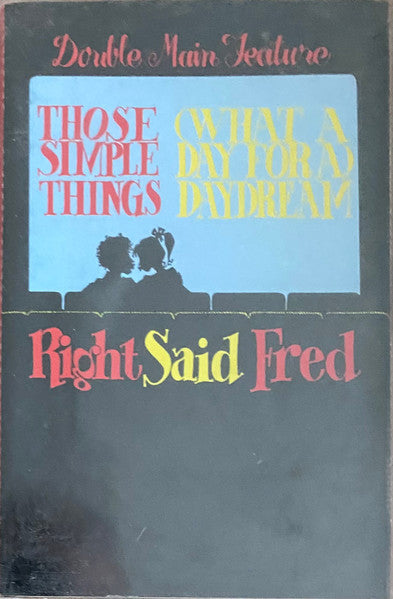 Double Main Feature
THOSE
SIMPLE
THINGS
(WHAT A
DAY FOR A)
DAYDREAM
Right Said Fred